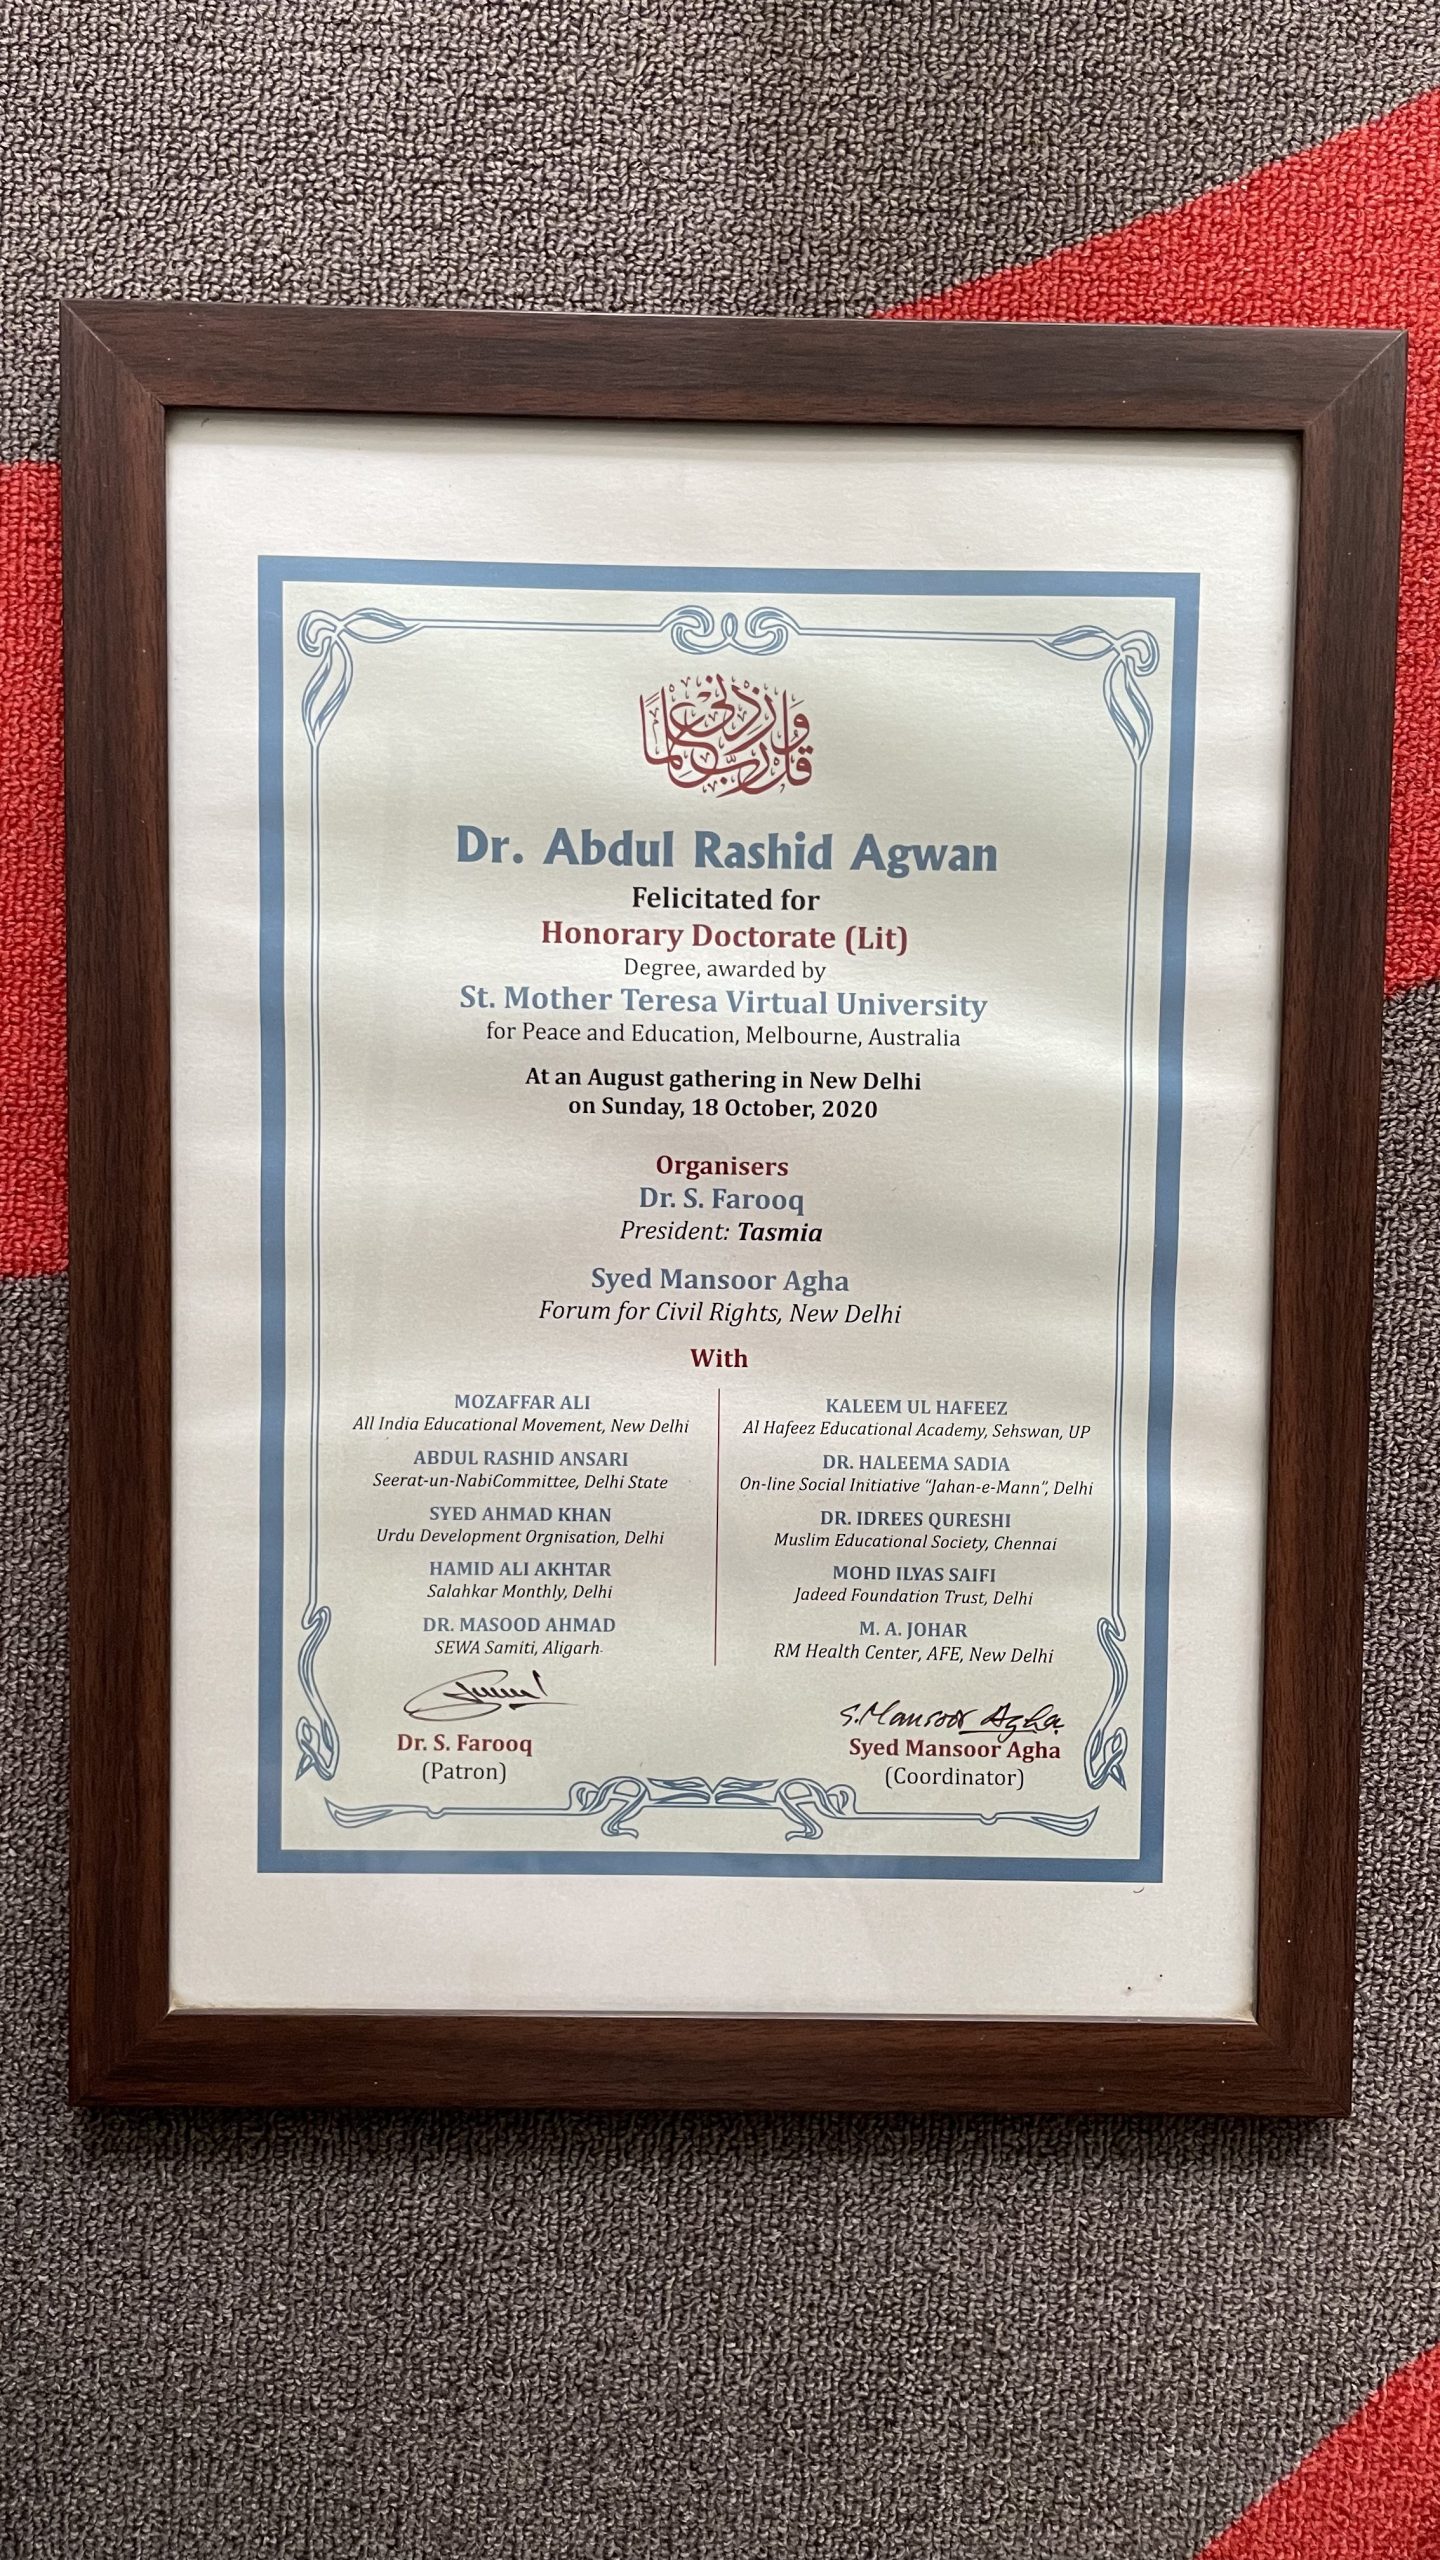 وقل رب زدني علما
Dr. Abdul Rashid Agwan
Felicitated for
Honorary Doctorate (Lit)
Degree, awarded by
St. Mother Teresa Virtual University
for Peace and Education, Melbourne, Australia
At an August gathering in New Delhi
on Sunday, 18 October, 2020
Organisers
Dr. S. Farooq
President: Tasmia
Syed Mansoor Agha
Forum for Civil Rights, New Delhi
With
MOZAFFAR ALI
All India Educational Movement, New Delhi
ABDUL RASHID ANSARI
Seerat-un-NabiCommittee, Delhi State
SYED AHMAD KHAN
Urdu Development Orgnisation, Delhi
HAMID ALI AKHTAR
Salahkar Monthly, Delhi
DR. MASOOD AHMAD
SEWA Samiti, Aligarh
KALEEM UL HAFEEZ
Al Hafeez Educational Academy, Sehswan, UP
DR. HALEEMA SADIA
On-line Social Initiative “Jahan-e-Mann”, Delhi
DR. IDREES QURESHI
Muslim Educational Society, Chennai
MOHD ILYAS SAIFI
Jadeed Foundation Trust, Delhi
M. A. JOHAR
RM Health Center, AFE, New Delhi
Dr. S. Farooq
(Patron)
S. Mansoor Agha
Syed Mansoor Agha
(Coordinator)